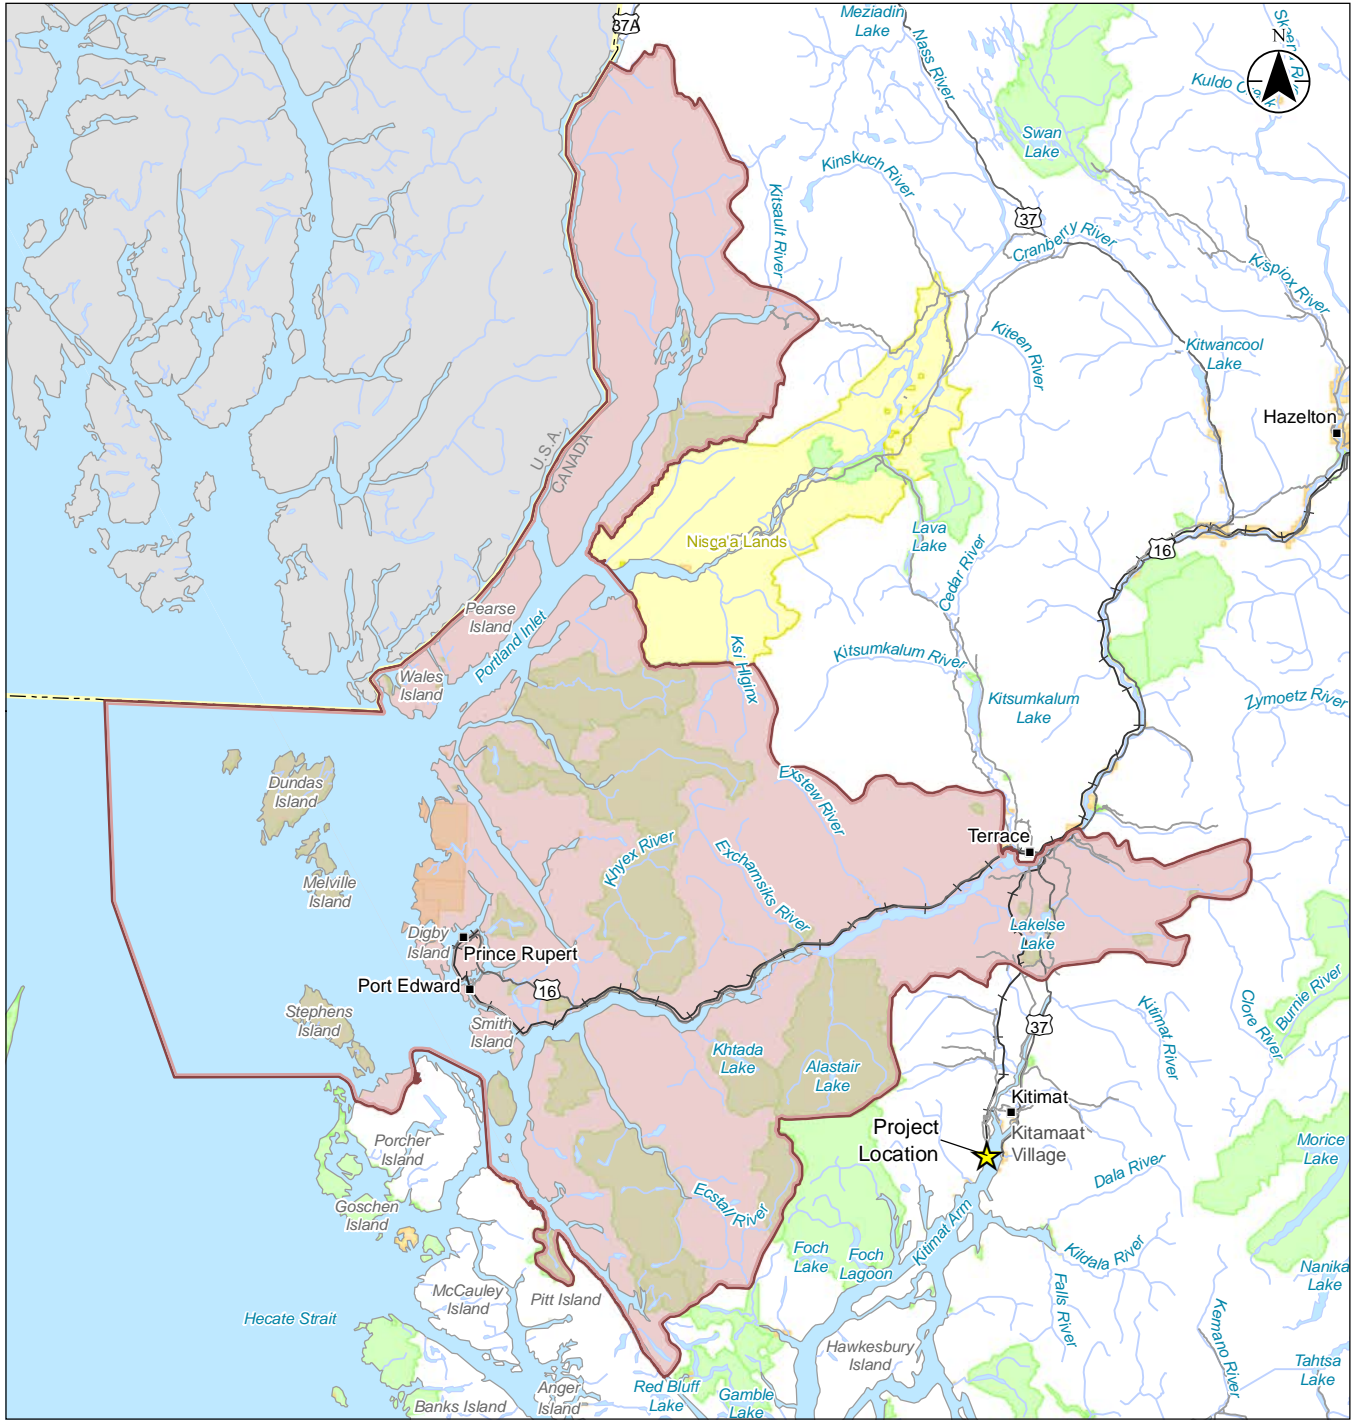 37A
Meziadin
Lake
Nass River
N
Kuldo
Swan
Lake
Kinskuch River
Kitsault River
37
Cranberry River
Kispiox River
Kiteen River
Kitwancool
Lake
Hazelton
U.S.A.
CANADA
Nisga'a Lands
Lava
Lake
16
Cedar River
Pearse
Island
Portland Inlet
Ksi Hlginx
Kitsumkalum River
Wales
Island
Kitsumkalum
Lake
Zymoetz River
Dundas
Island
Exstew River
Terrace
Khyex River
Exchamsiks River
Melville
Island
Digby
Island
Lakelse
Lake
Prince Rupert
Port Edward
16
Stephens
Island
Smith
Island
37
Kitimat River
Clore River
Burnie River
Khtada
Lake
Alastair
Lake
Kitimat
Project
Location
Kitamaat
Village
Porcher
Island
Morice
Lake
Dala River
Ecstall River
Goschen
Island
Kitimat Arm
Foch
Lake
Foch
Lagoon
Kildala River
Nanika
Lake
McCauley
Island
Pitt Island
Falls River
Hecate Strait
Kemano River
Hawkesbury
Island
Tahtsa
Lake
Anger
Island
Red Bluff
Lake
Gamble
Lake
Banks Island